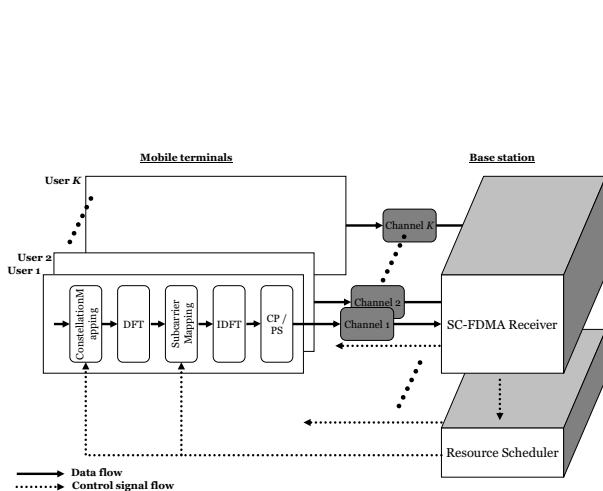 Mobile terminals
Base station
User K
User 2
User 1
Channel K
Channel 2
Channel 1
ConstellationM
apping
DFT
Subcarrier
Mapping
IDFT
CP /
PS
SC-FDMA Receiver
Resource Scheduler
Data flow
Control signal flow